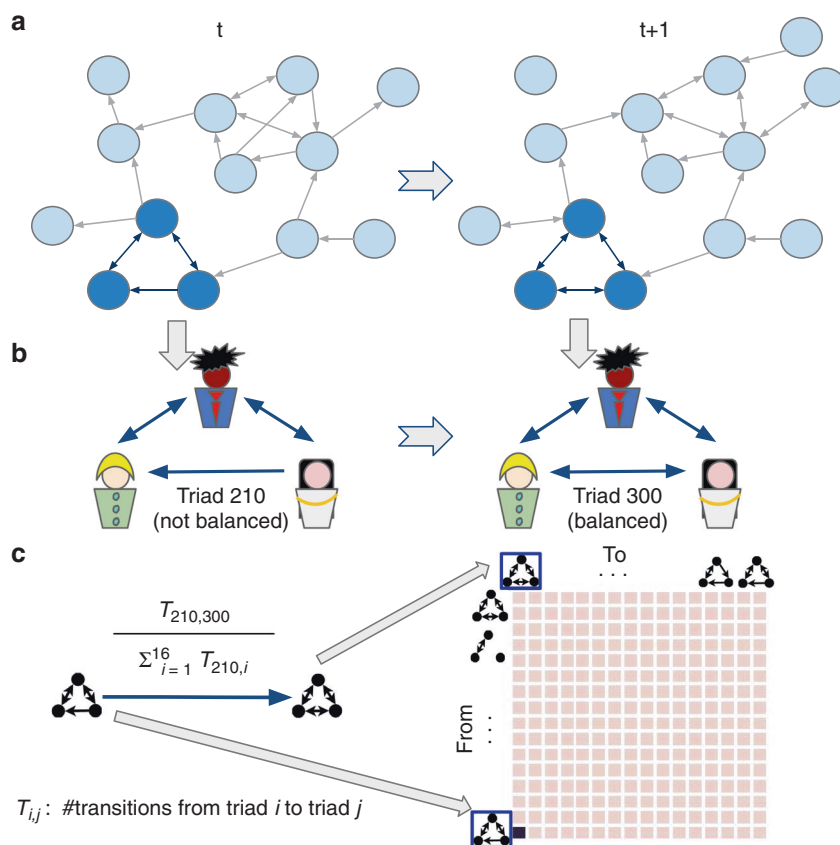 a
t
t+1
b
Triad 210
(not balanced)
Triad 300
(balanced)
c
T210,300
Σ16i = 1 T210,i
To
. . .
From
. . .
Ti,j : #transitions from triad i to triad j